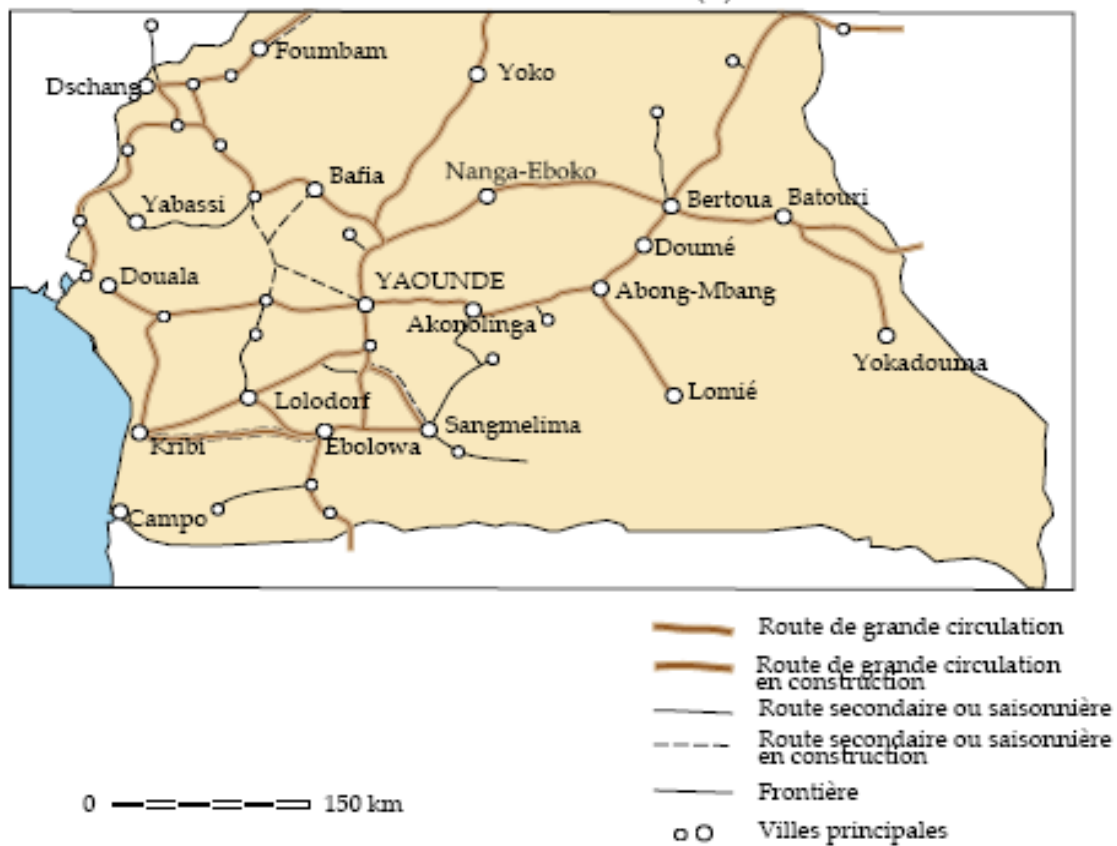 Foumbam
Dschang
Yoko
Nanga-Eboko
Bafia
Yabassi
Bertoua
Batouri
Doumé
Douala
YAOUNDE
Abong-Mbang
Akonolinga
Yokadouma
Lomié
Lolodorf
Sangmelima
Kribi
Ebolowa
Campo
Route de grande circulation
Route de grande circulation
en construction
Route secondaire ou saisonnière
Route secondaire ou saisonnière
en construction
Frontière
0 150 km
Villes principales